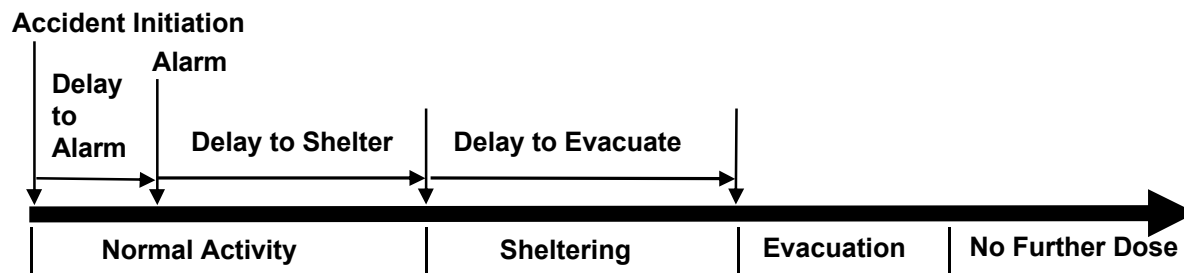 Accident Initiation
Alarm
Delay
to
Alarm
Delay to Shelter
Delay to Evacuate
Normal Activity
Sheltering
Evacuation
No Further Dose